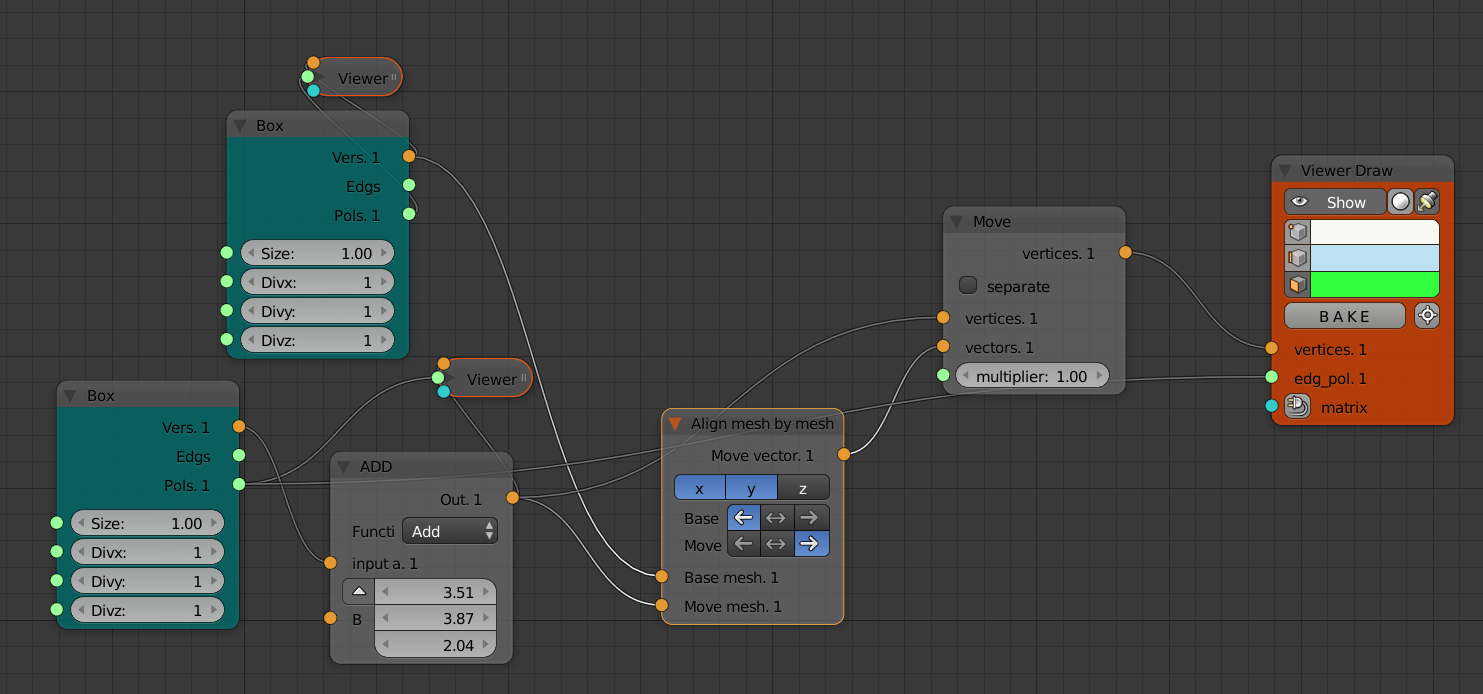 Viewer
Box
Vers. 1
Edgs
Pols. 1
Size: 1.00
Divx: 1
Divy: 1
Divz: 1
Viewer
Box
Vers. 1
Edgs
Pols. 1
Size: 1.00
Divx: 1
Divy: 1
Divz: 1
ADD
Out. 1
Functi Add
input a. 1
3.51
B 3.87
2.04
Align mesh by mesh
Move vector. 1
x y z
Base
Move
Base mesh. 1
Move mesh. 1
Move
vertices. 1
separate
vertices. 1
vectors. 1
multiplier: 1.00
Viewer Draw
Show
BAKE
vertices. 1
edg_pol. 1
matrix